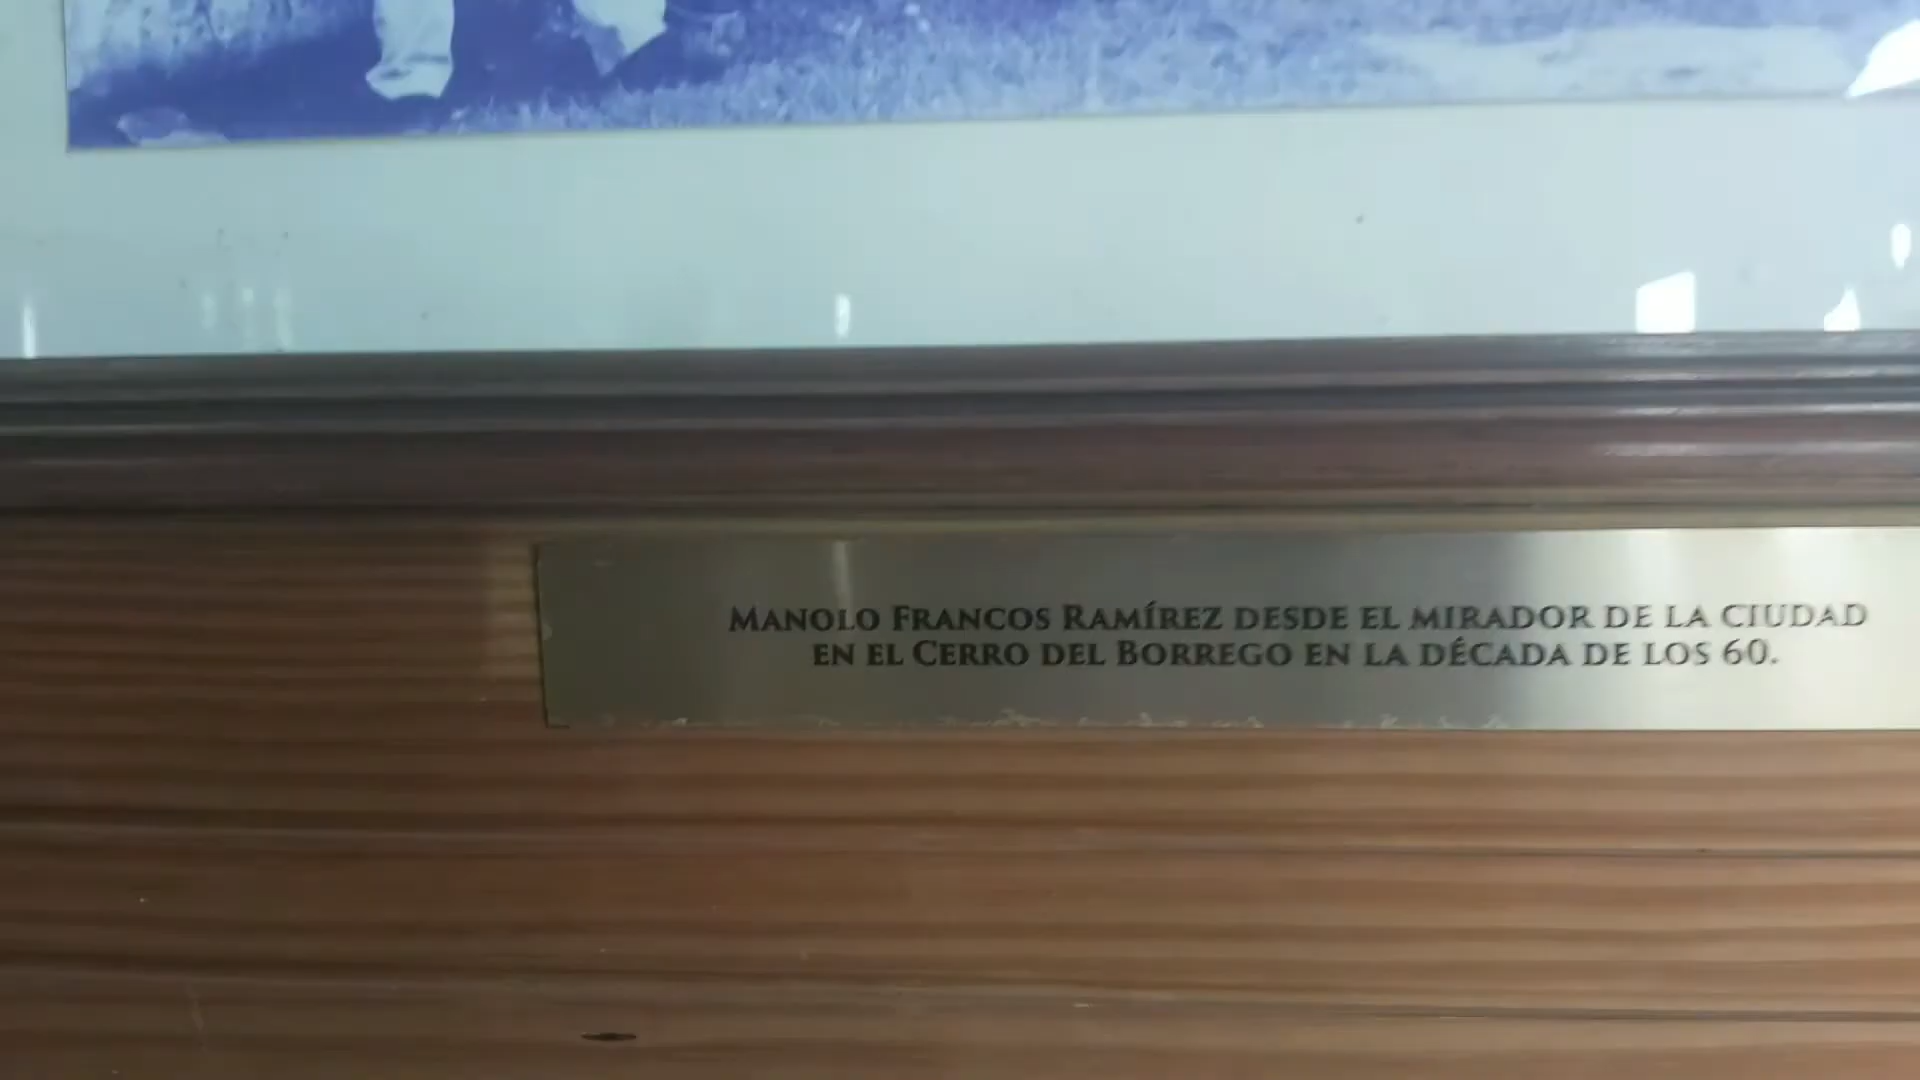 Manolo Francos Ramírez desde el mirador de la ciudad
en el Cerro del Borrego en la década de los 60.